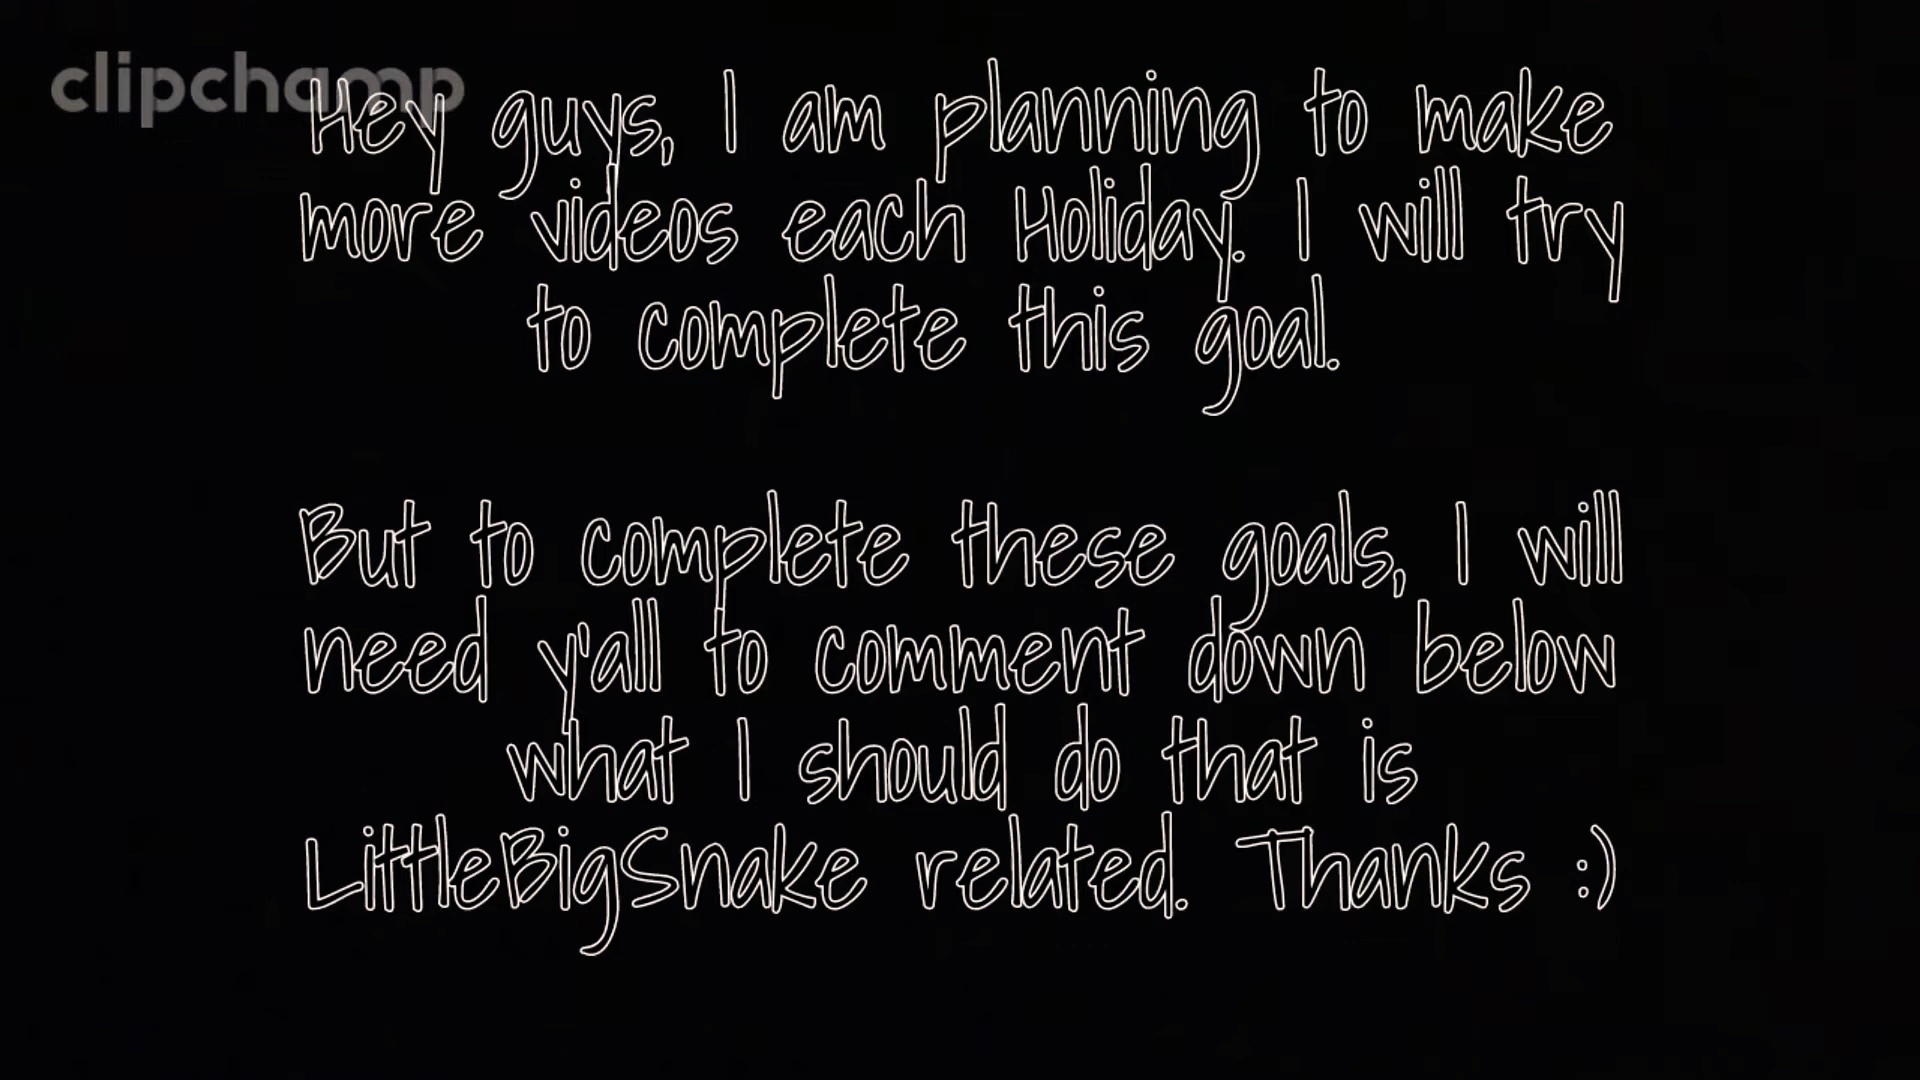 clipchamp
Hey guys, I am planning to make
more videos each Holiday. I will try
to complete this goal.
But to complete these goals, I will
need y'all to comment down below
what I should do that is
LittleBigSnake related. Thanks :)